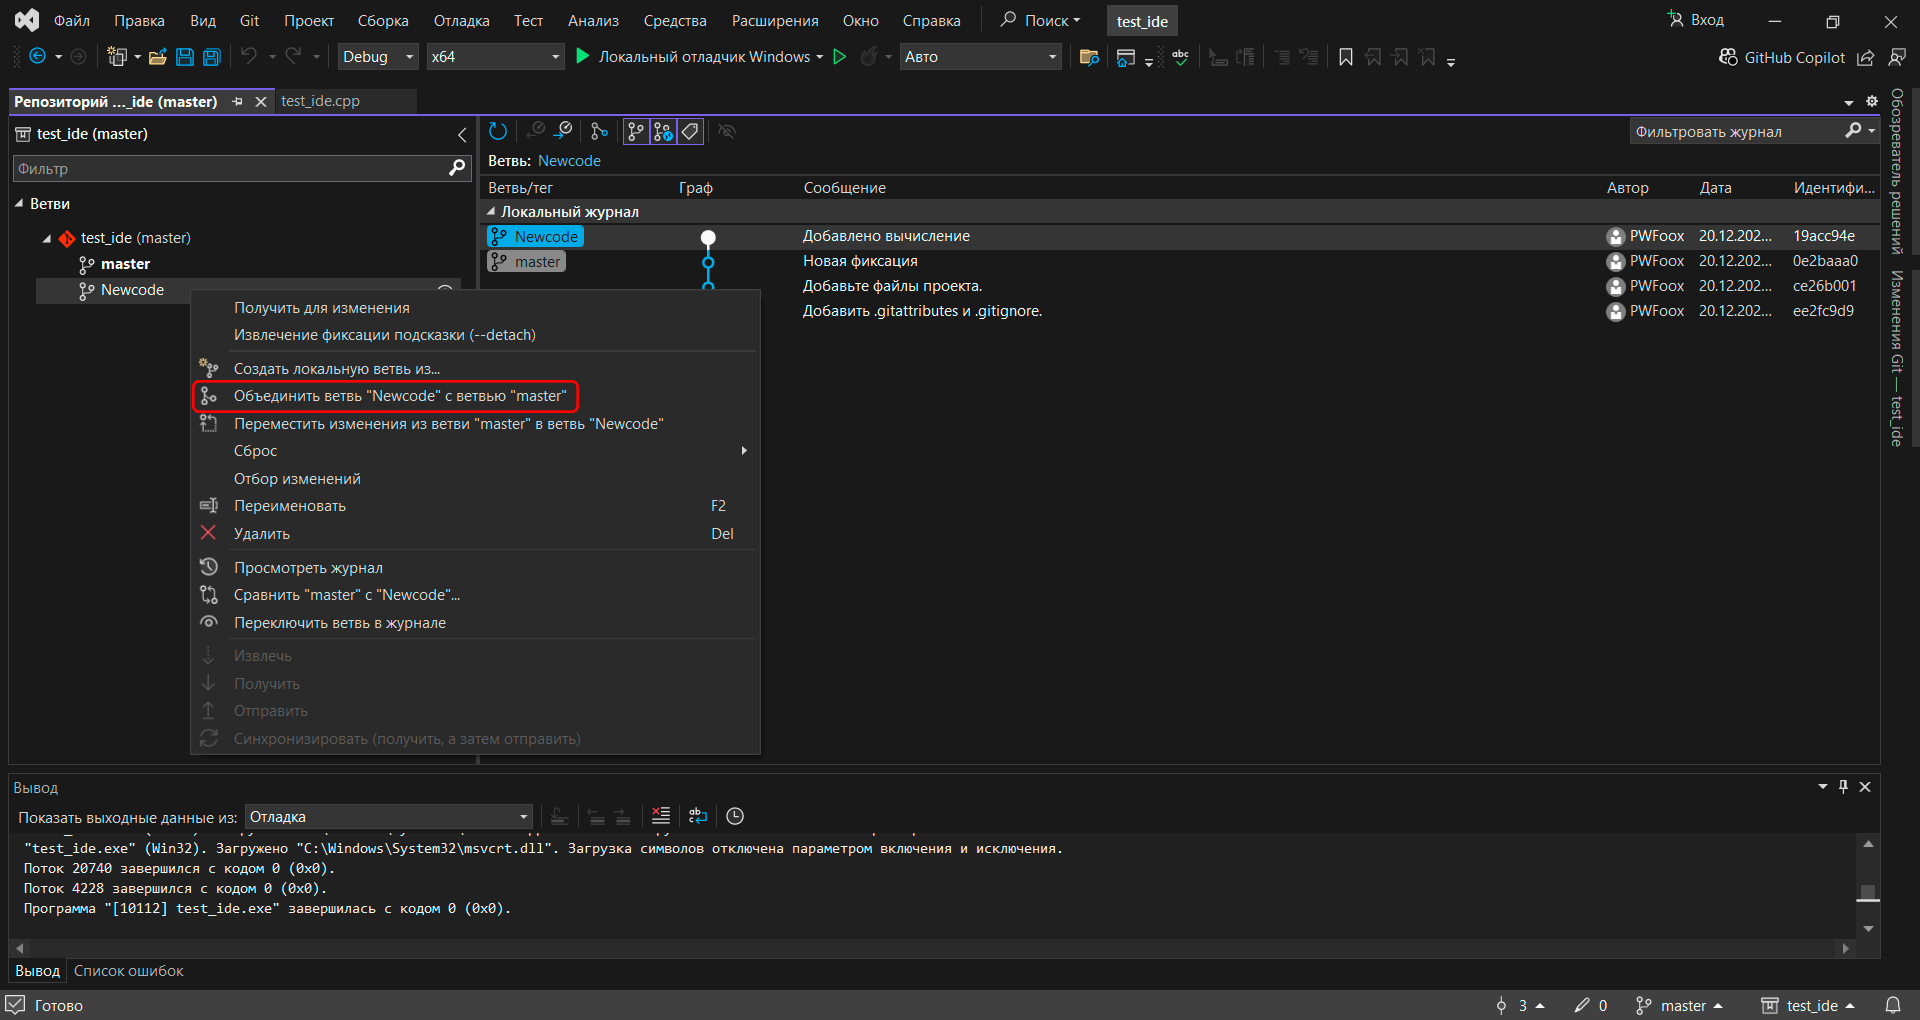 Файл Правка Вид Git Проект Сборка Отладка Тест Анализ Средства Расширения Окно Справка Поиск test_ide Вход
Debug x64 Локальный отладчик Windows Авто abc GitHub Copilot
Репозиторий ..._ide (master) test_ide.cpp
test_ide (master)
Фильтр
Ветви
test_ide (master)
master
Newcode
Получить для изменения
Извлечение фиксации подсказки (--detach)
Создать локальную ветвь из...
Объединить ветвь "Newcode" с ветвью "master"
Переместить изменения из ветви "master" в ветвь "Newcode"
Сброс
Отбор изменений
Переименовать F2
Удалить Del
Просмотреть журнал
Сравнить "master" с "Newcode"...
Переключить ветвь в журнале
Извлечь
Получить
Отправить
Синхронизировать (получить, а затем отправить)
Фильтровать журнал
Ветвь: Newcode
Ветвь/тег Граф Сообщение Автор Дата Идентифи...
Локальный журнал
Newcode Добавлено вычисление PWFoox 20.12.202... 19acc94e
master Новая фиксация PWFoox 20.12.202... 0e2baaa0
Добавьте файлы проекта. PWFoox 20.12.202... ce26b001
Добавить .gitattributes и .gitignore. PWFoox 20.12.202... ee2fc9d9
Обозреватель решений
Изменения Git — test_ide
Вывод
Показать выходные данные из: Отладка
"test_ide.exe" (Win32). Загружено "C:\Windows\System32\msvcrt.dll". Загрузка символов отключена параметром включения и исключения.
Поток 20740 завершился с кодом 0 (0x0).
Поток 4228 завершился с кодом 0 (0x0).
Программа "[10112] test_ide.exe" завершилась с кодом 0 (0x0).
Вывод Список ошибок
Готово 3 0 master test_ide